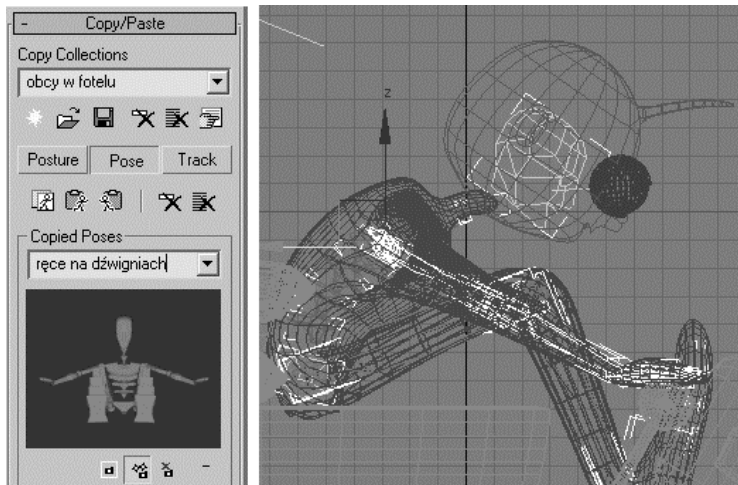 - Copy/Paste
Copy Collections
obcy w fotelu
Posture Pose Track
Copied Poses
ręce na dźwigniach
z